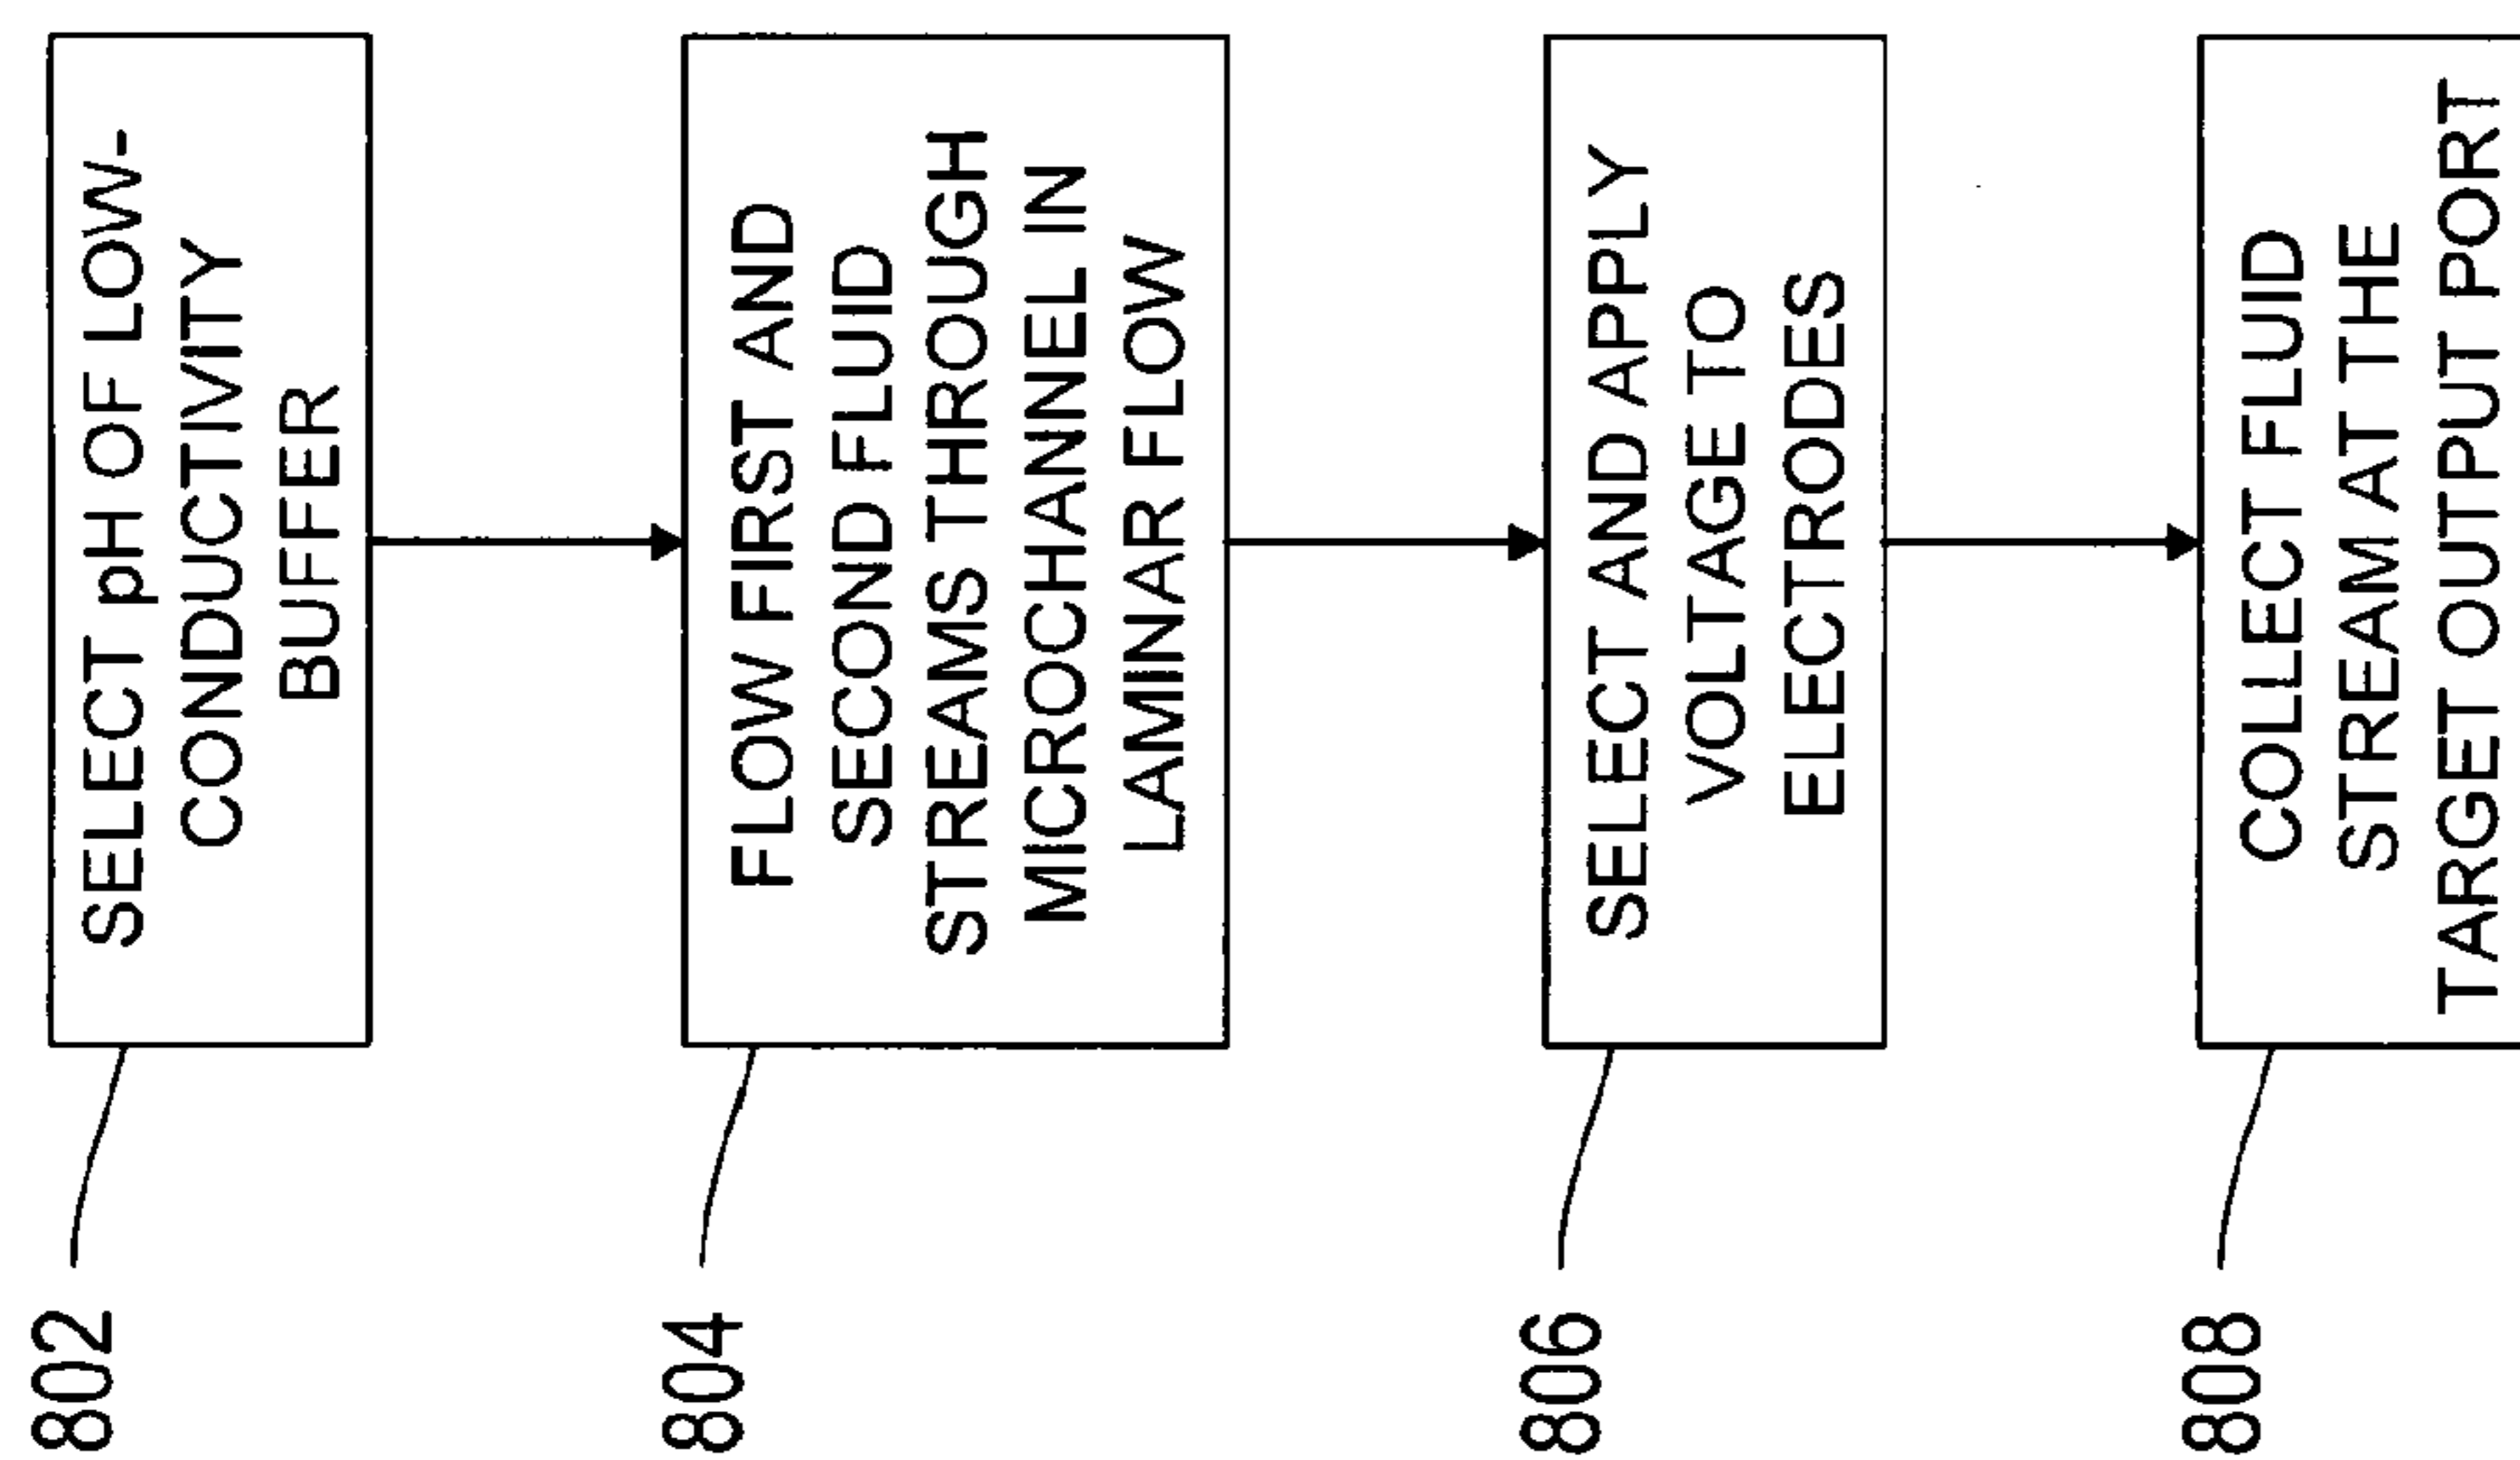 802
SELECT pH OF LOW-
CONDUCTIVITY
BUFFER
804
FLOW FIRST AND
SECOND FLUID
STREAMS THROUGH
MICROCHANNEL IN
LAMINAR FLOW
806
SELECT AND APPLY
VOLTAGE TO
ELECTRODES
808
COLLECT FLUID
STREAM AT THE
TARGET OUTPUT PORT